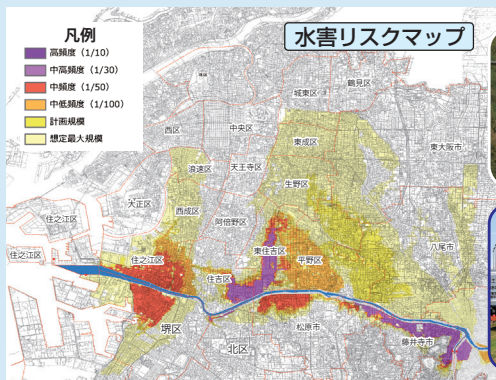 水害リスクマップ
凡例
高頻度（1/10）
中高頻度（1/30）
中頻度（1/50）
中低頻度（1/100）
計画規模
想定最大規模
鶴見区
城東区
西区
中央区
東成区
東大阪市
浪速区
天王寺区
生野区
大正区
西成区
阿倍野区
住之江区
八尾市
東住吉区
住之江区
住之江区
平野区
住吉区
堺区
松原市
北区
藤井寺市